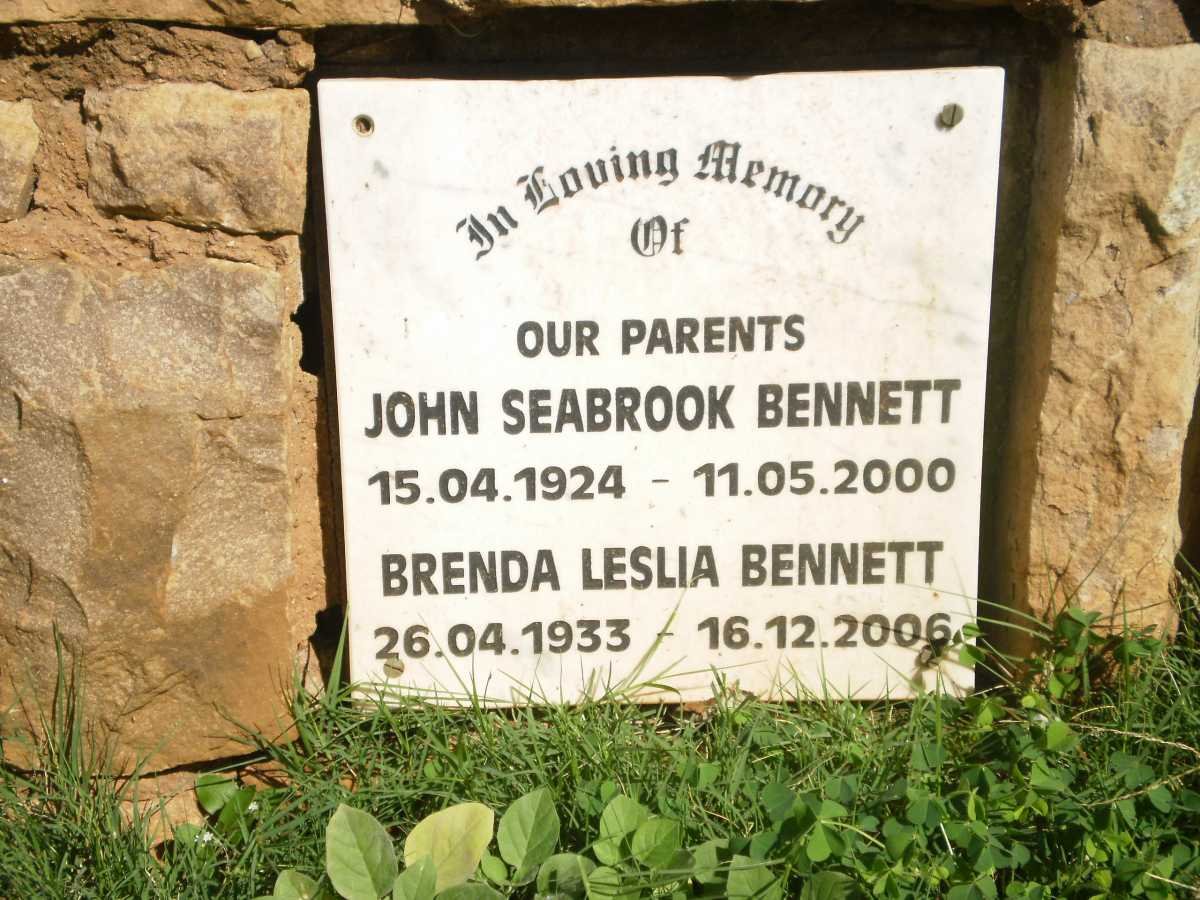 In Loving Memory
Of
OUR PARENTS
JOHN SEABROOK BENNETT
15.04.1924 - 11.05.2000
BRENDA LESLIA BENNETT
26.04.1933 - 16.12.2006